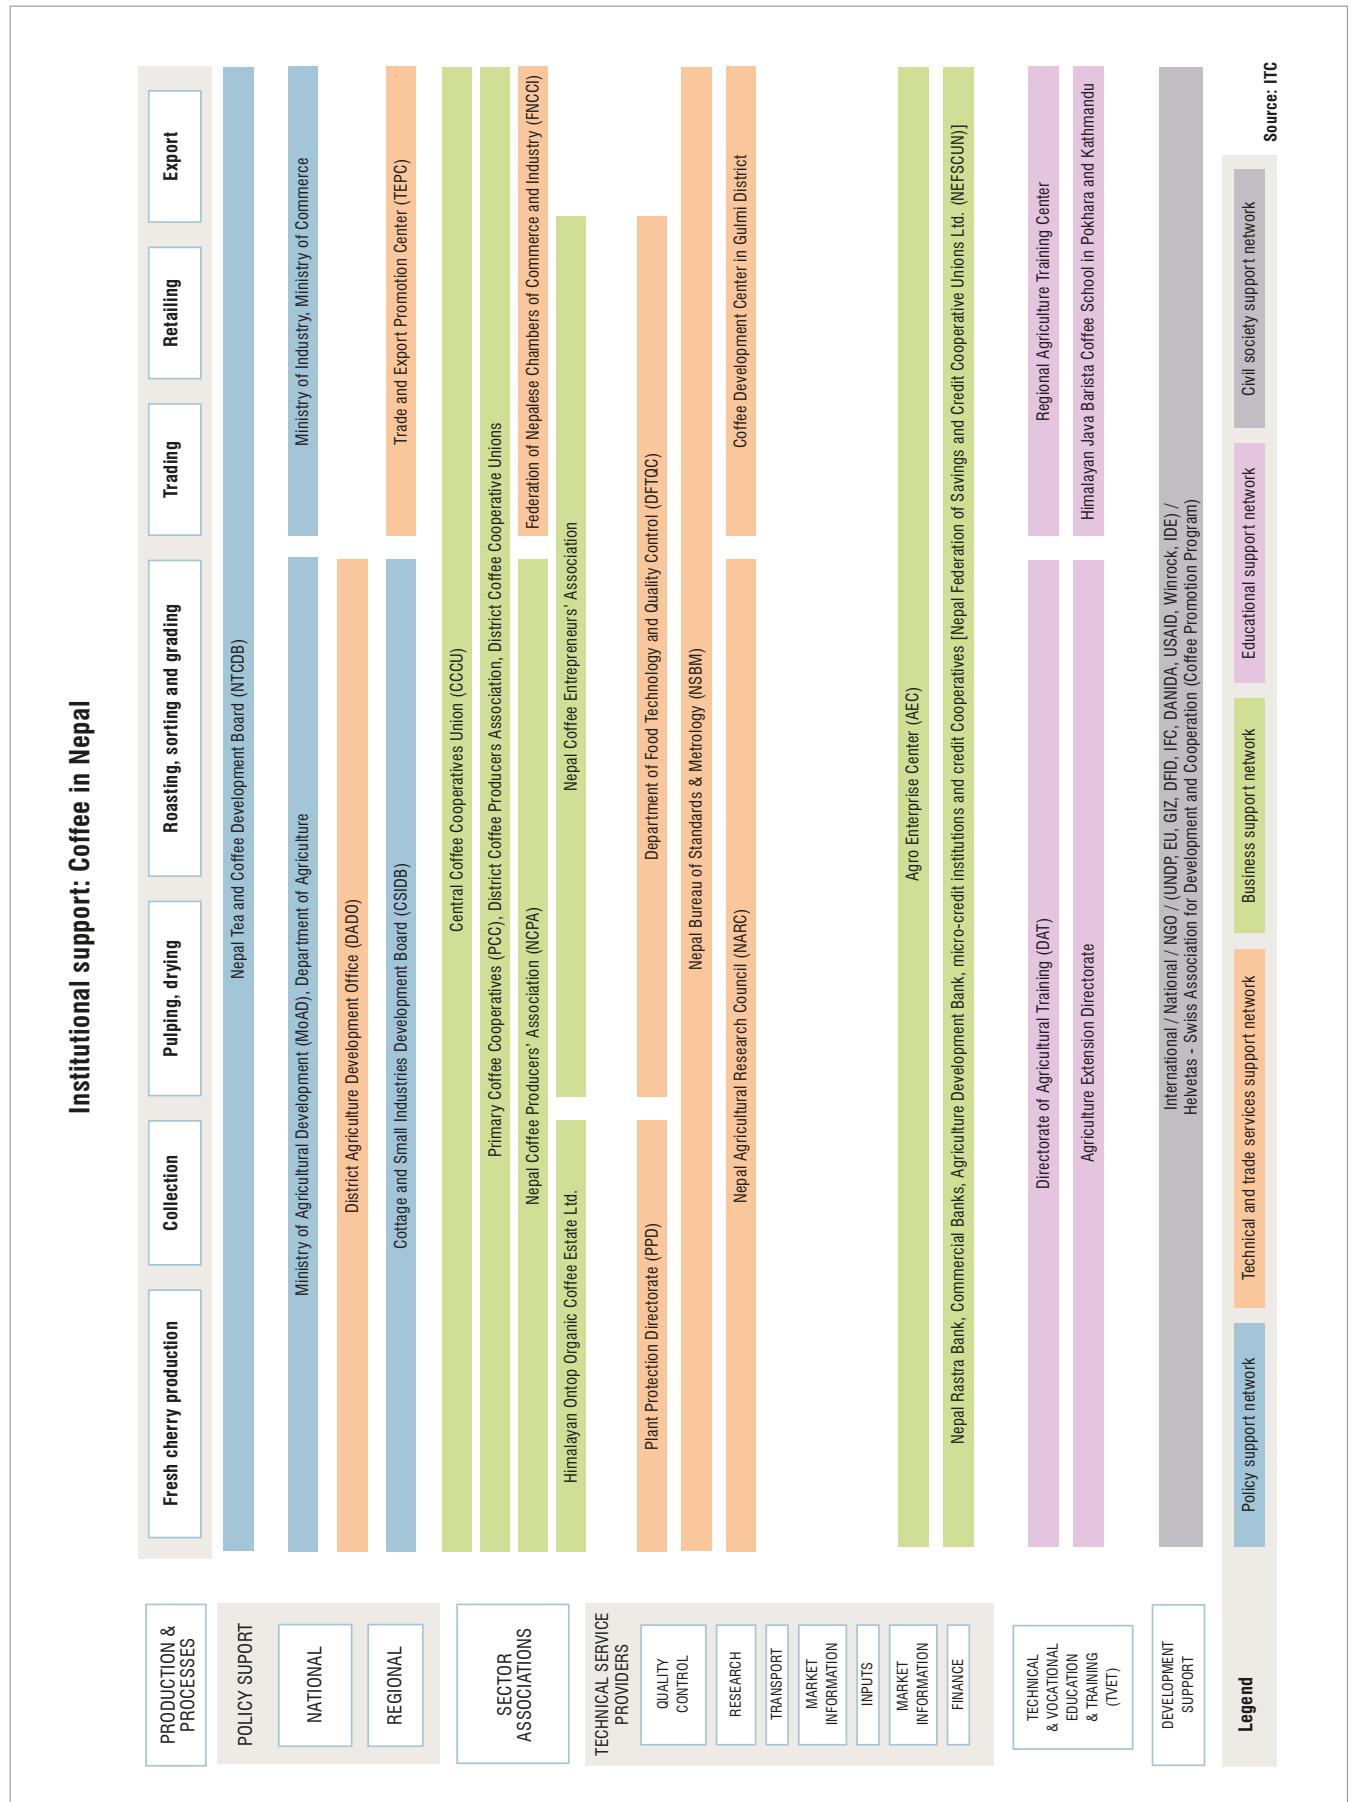 Institutional support: Coffee in Nepal
PRODUCTION &
PROCESSES
Fresh cherry production
Collection
Pulping, drying
Roasting, sorting and grading
Trading
Retailing
Export
POLICY SUPORT
Nepal Tea and Coffee Development Board (NTCDB)
NATIONAL
Ministry of Agricultural Development (MoAD), Department of Agriculture
Ministry of Industry, Ministry of Commerce
District Agriculture Development Office (DADO)
REGIONAL
Cottage and Small Industries Development Board (CSIDB)
Trade and Export Promotion Center (TEPC)
SECTOR
ASSOCIATIONS
Central Coffee Cooperatives Union (CCCU)
Primary Coffee Cooperatives (PCC), District Coffee Producers Association, District Coffee Cooperative Unions
Nepal Coffee Producers' Association (NCPA)
Federation of Nepalese Chambers of Commerce and Industry (FNCCI)
Himalayan Ontop Organic Coffee Estate Ltd.
Nepal Coffee Entrepreneurs' Association
TECHNICAL SERVICE
PROVIDERS
QUALITY
CONTROL
Plant Protection Directorate (PPD)
Department of Food Technology and Quality Control (DFTQC)
Nepal Bureau of Standards & Metrology (NSBM)
RESEARCH
Nepal Agricultural Research Council (NARC)
Coffee Development Center in Gulmi District
TRANSPORT
MARKET
INFORMATION
INPUTS
MARKET
INFORMATION
Agro Enterprise Center (AEC)
FINANCE
Nepal Rastra Bank, Commercial Banks, Agriculture Development Bank, micro-credit institutions and credit Cooperatives [Nepal Federation of Savings and Credit Cooperative Unions Ltd. (NEFSCUN)]
TECHNICAL
& VOCATIONAL
EDUCATION
& TRAINING
(TVET)
Directorate of Agricultural Training (DAT)
Regional Agriculture Training Center
Agriculture Extension Directorate
Himalayan Java Barista Coffee School in Pokhara and Kathmandu
DEVELOPMENT
SUPPORT
International / National / NGO / (UNDP, EU, GIZ, DFID, IFC, DANIDA, USAID, Winrock, IDE) /
Helvetas - Swiss Association for Development and Cooperation (Coffee Promotion Program)
Legend
Policy support network
Technical and trade services support network
Business support network
Educational support network
Civil society support network
Source: ITC